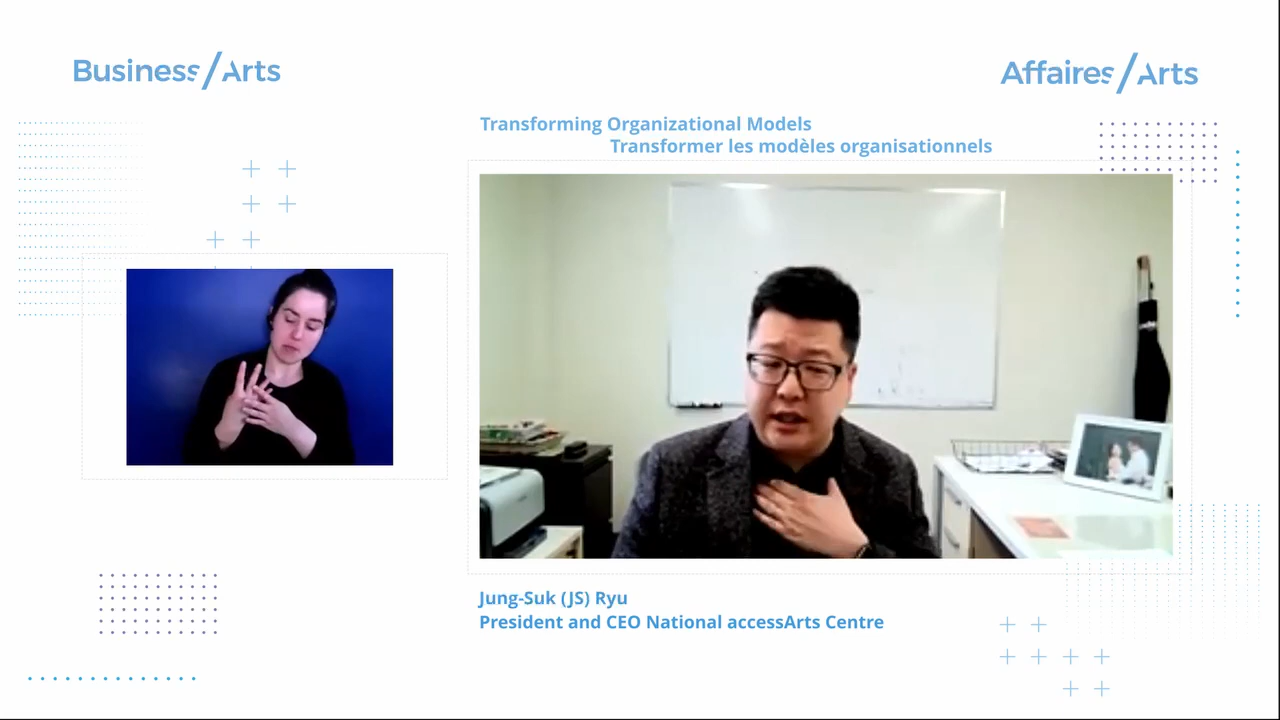 Business/Arts
Affaires/Arts
Transforming Organizational Models
Transformer les modèles organisationnels
Jung-Suk (JS) Ryu
President and CEO National accessArts Centre